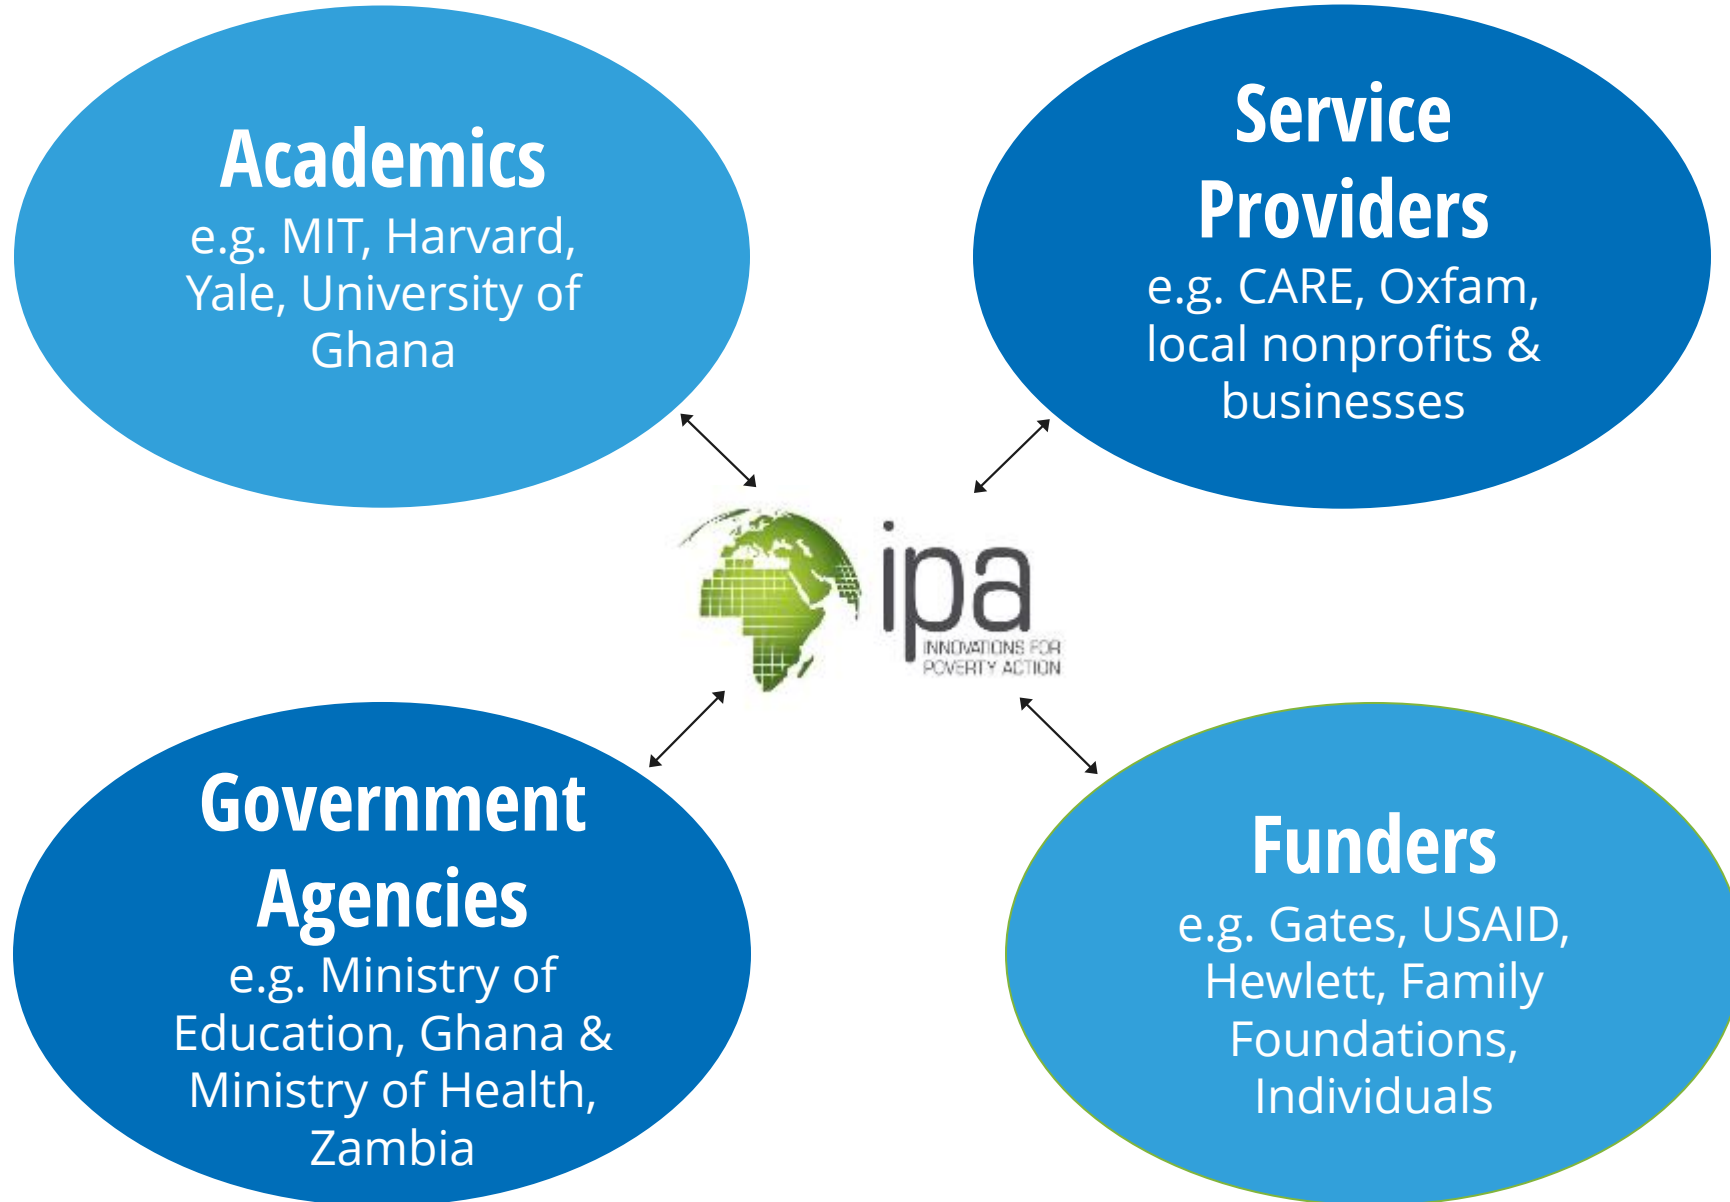 Academics
e.g. MIT, Harvard,
Yale, University of
Ghana
Service
Providers
e.g. CARE, Oxfam,
local nonprofits &
businesses
ipa
INNOVATIONS FOR
POVERTY ACTION
Government
Agencies
e.g. Ministry of
Education, Ghana &
Ministry of Health,
Zambia
Funders
e.g. Gates, USAID,
Hewlett, Family
Foundations,
Individuals